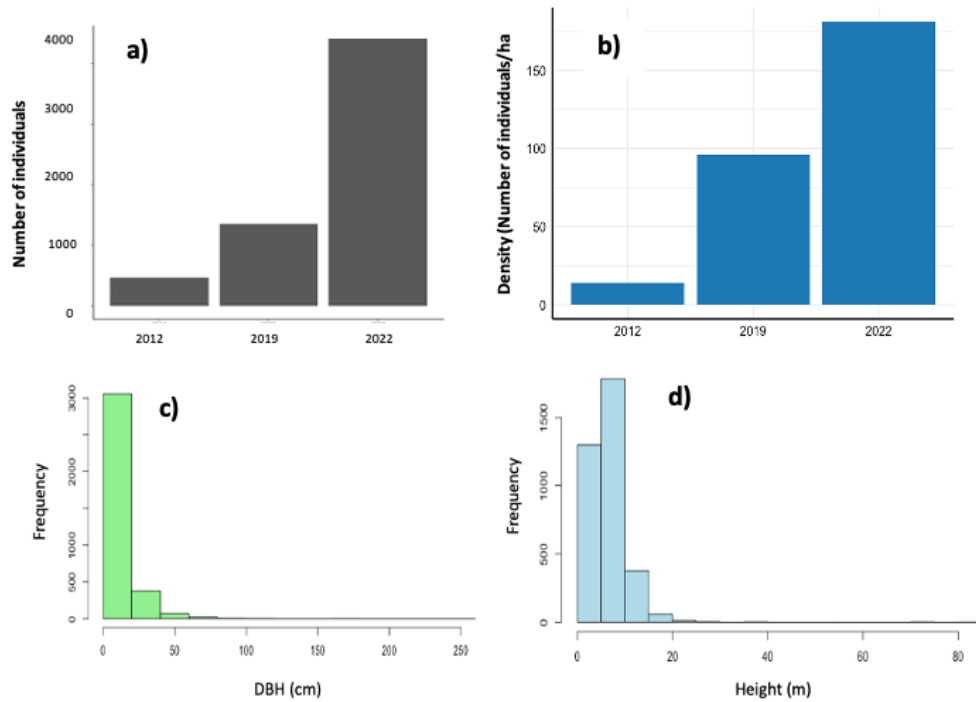 a)
Number of individuals
4000
3000
2000
1000
0
2012 2019 2022
b)
Density (Number of individuals/ha
150
100
50
0
2012 2019 2022
c)
Frequency
3000
2000
1000
500
0
0 50 100 150 200 250
DBH (cm)
d)
Frequency
1500
1000
500
0
0 20 40 60 80
Height (m)